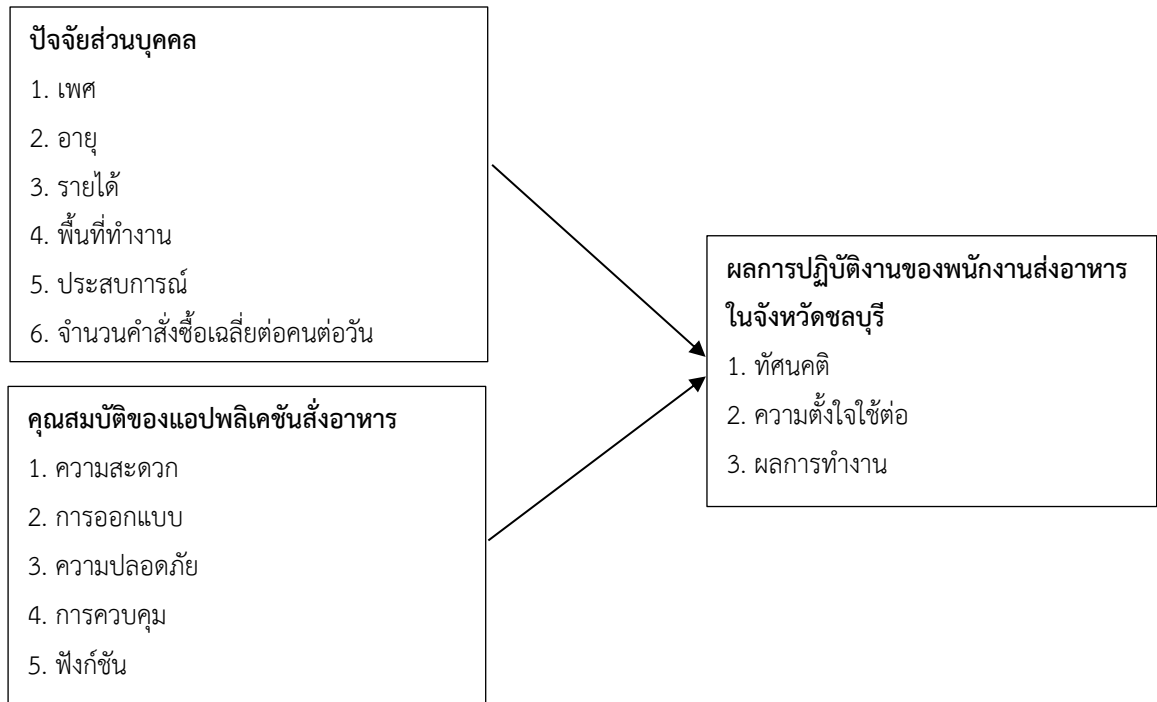 ปัจจัยส่วนบุคคล
1. เพศ
2. อายุ
3. รายได้
4. พื้นที่ทำงาน
5. ประสบการณ์
6. จำนวนคำสั่งซื้อเฉลี่ยต่อคนต่อวัน
คุณสมบัติของแอปพลิเคชันสั่งอาหาร
1. ความสะดวก
2. การออกแบบ
3. ความปลอดภัย
4. การควบคุม
5. ฟังก์ชัน
ผลการปฏิบัติงานของพนักงานส่งอาหาร
ในจังหวัดชลบุรี
1. ทัศนคติ
2. ความตั้งใจใช้ต่อ
3. ผลการทำงาน